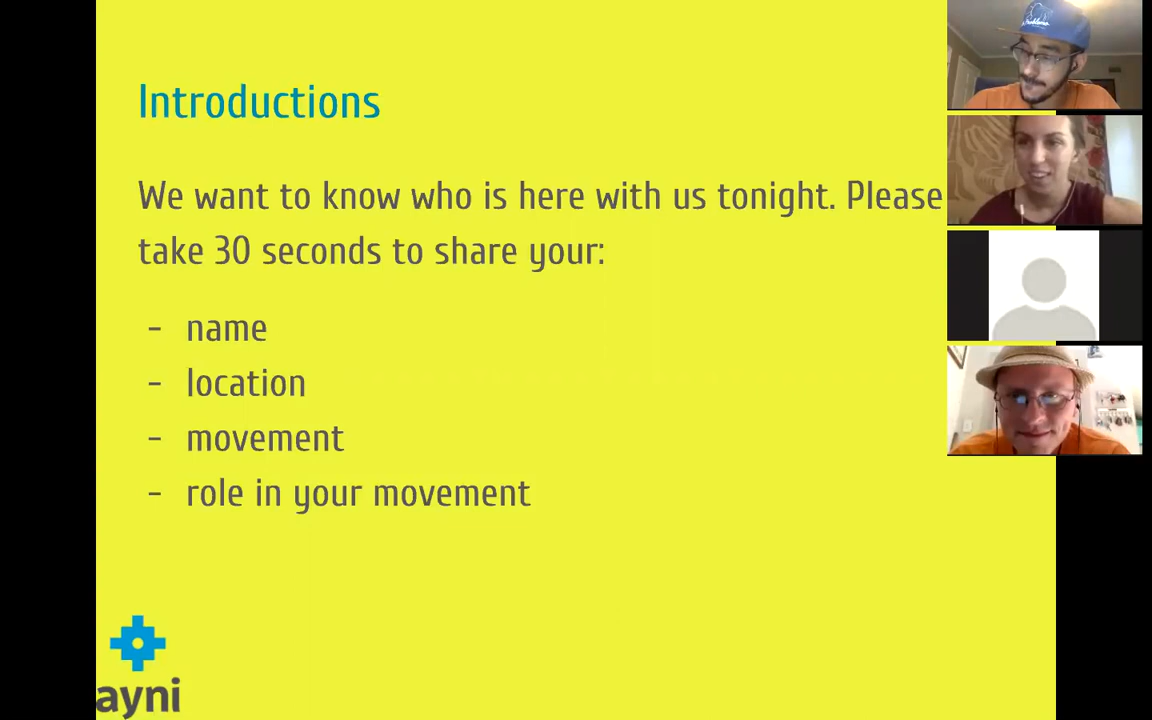 Introductions
We want to know who is here with us tonight. Please
take 30 seconds to share your:
- name
- location
- movement
- role in your movement
ayni